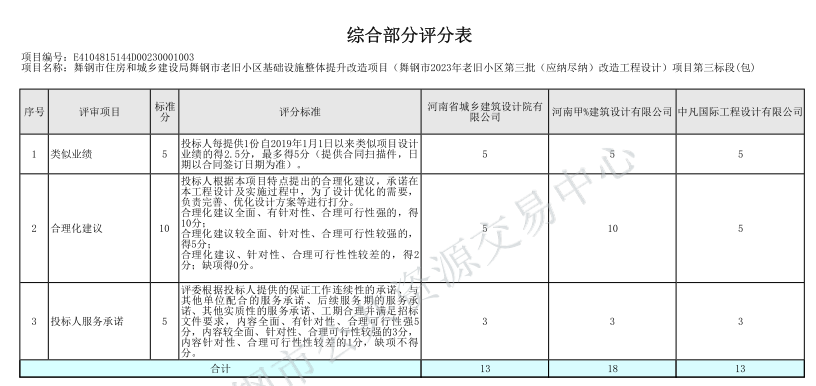 综合部分评分表
项目编号：E4104815144D00230001003
项目名称：舞钢市住房和城乡建设局舞钢市老旧小区基础设施整体提升改造项目（舞钢市2023年老旧小区第三批（应纳尽纳）改造工程设计）项目第三标段(包)
序号 评审项目 标准分 评分标准 河南省城乡建筑设计院有限公司 河南甲%建筑设计有限公司 中凡国际工程设计有限公司
1 类似业绩 5
投标人每提供1份自2019年1月1日以来类似项目设计
业绩的得2.5分，最多得5分（提供合同扫描件，日
期以合同签订日期为准）。
5 5 5
2 合理化建议 10
投标人根据本项目特点提出的合理化建议，承诺在
本工程设计及实施过程中，为了设计优化的需要，
负责完善、优化设计方案等进行打分。
合理化建议全面、有针对性、合理可行性强的，得
10分；
合理化建议较全面、针对性、合理可行性较强的，
得5分；
合理化建议、针对性、合理可行性性较差的，得2
分；缺项得0分。
5 10 5
3 投标人服务承诺 5
评委根据投标人提供的保证工作连续性的承诺、与
其他单位配合的服务承诺、后续服务期的服务承
诺、其他实质性的服务承诺、工期合理并满足招标
文件要求，内容全面、有针对性、合理可行性强5
分，内容较全面、针对性、合理可行性较强的3分，
内容针对性、合理可行性性较差的1分，缺项不得
分。
3 3 3
合计 13 18 13
钢市公共资源交易中心